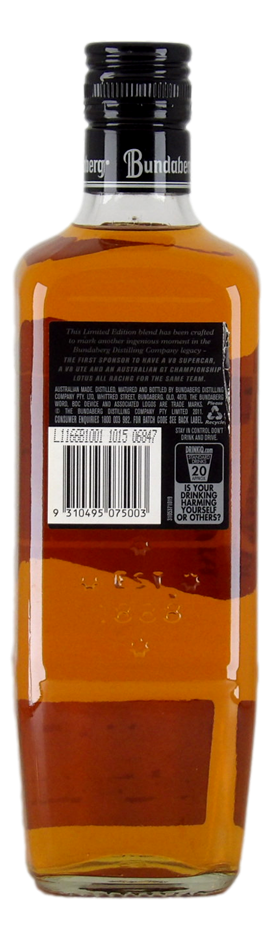 berg
Bundaberg
This Limited Edition blend has been crafted
to mark another ingenious moment in the
Bundaberg Distilling Company legacy -
THE FIRST SPONSOR TO HAVE A V8 SUPERCAR,
A V8 UTE AND AN AUSTRALIAN GT CHAMPIONSHIP
LOTUS ALL RACING FOR THE SAME TEAM.
AUSTRALIAN MADE. DISTILLED, MATURED AND BOTTLED BY BUNDABERG DISTILLING
COMPANY PTY. LTD, WHITTRED STREET, BUNDABERG, QLD, 4670. THE BUNDABERG
WORD, BDC DEVICE AND ASSOCIATED LOGOS ARE TRADE MARKS.
© THE BUNDABERG DISTILLING COMPANY PTY LIMITED 2011.
CONSUMER ENQUIRIES 1800 003 902. FOR BATCH CODE SEE BACK LABEL.
Please
Recycle
L1166B1001 1015 06847
STAY IN CONTROL. DON'T
DRINK AND DRIVE.
DRINKIQ.com
20
IS YOUR
DRINKING
HARMING
YOURSELF
OR OTHERS?
9 310495 075003
EST.
1888